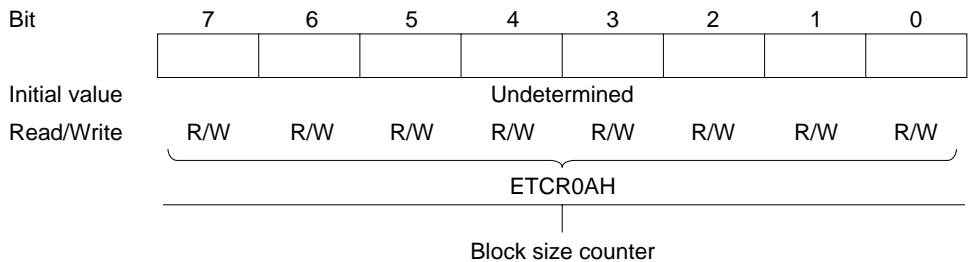 Bit 7 6 5 4 3 2 1 0
Initial value Undetermined
Read/Write R/W R/W R/W R/W R/W R/W R/W R/W
ETCR0AH
Block size counter